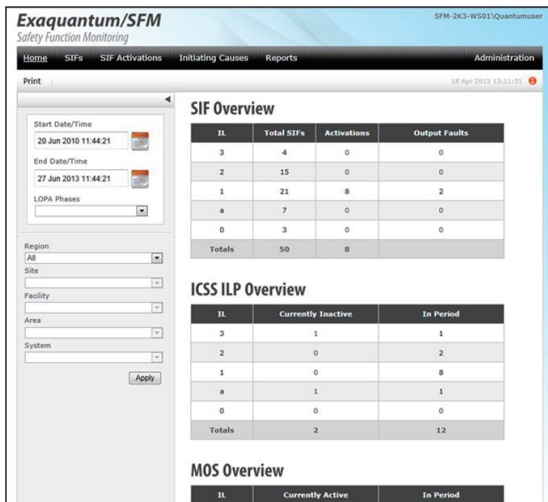 Exaquantum/SFM
Safety Function Monitoring
SFM-2K3-WS01\Quantumuser
Home SIFs SIF Activations Initiating Causes Reports Administration
Print
18 Apr 2013 13:11:51
Start Date/Time
20 Jun 2010 11:44:21
End Date/Time
27 Jun 2013 11:44:21
LOPA Phases
Region
All
Site
Facility
Area
System
Apply
SIF Overview
IL Total SIFs Activations Output Faults
3 4 0 0
2 15 0 0
1 21 8 2
a 7 0 0
0 3 0 0
Totals 50 8
ICSS ILP Overview
IL Currently Inactive In Period
3 1 1
2 0 2
1 0 8
a 1 1
0 0 0
Totals 2 12
MOS Overview
IL Currently Active In Period